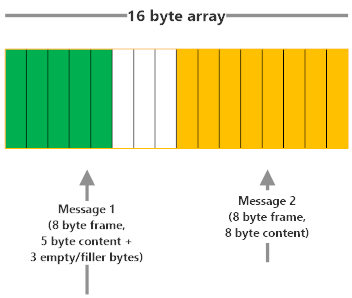 16 byte array
Message 1
(8 byte frame,
5 byte content +
3 empty/filler bytes)
Message 2
(8 byte frame,
8 byte content)